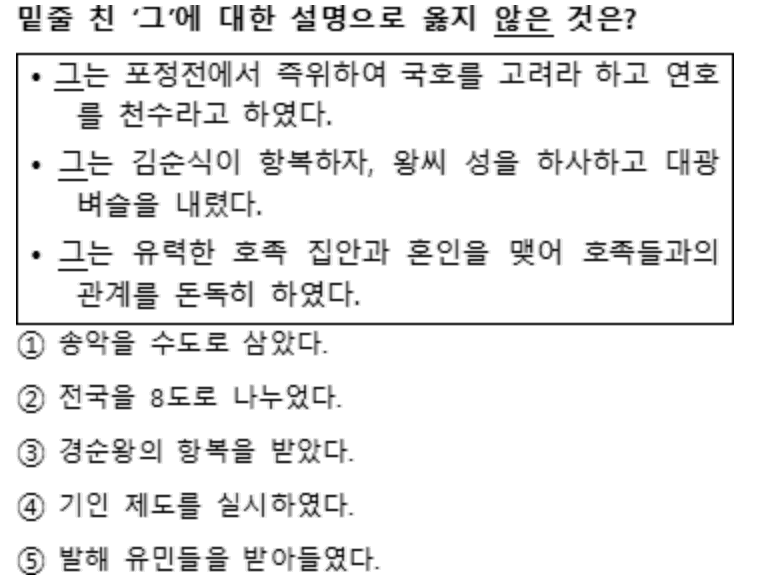 밑줄 친 ‘그’에 대한 설명으로 옳지 않은 것은?
• 그는 포정전에서 즉위하여 국호를 고려라 하고 연호
를 천수라고 하였다.
• 그는 김순식이 항복하자, 왕씨 성을 하사하고 대광
벼슬을 내렸다.
• 그는 유력한 호족 집안과 혼인을 맺어 호족들과의
관계를 돈독히 하였다.
① 송악을 수도로 삼았다.
② 전국을 8도로 나누었다.
③ 경순왕의 항복을 받았다.
④ 기인 제도를 실시하였다.
⑤ 발해 유민들을 받아들였다.